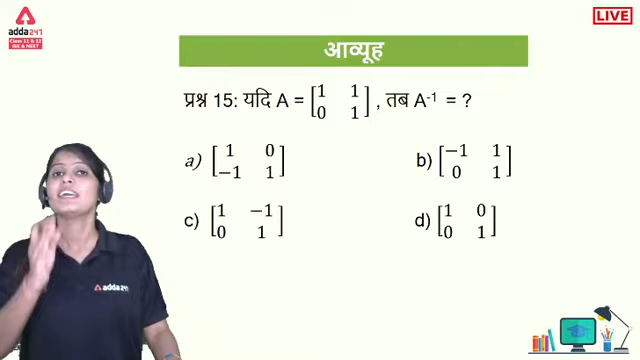 adda247
Class 11 & 12
JEE & NEET
LIVE
आव्यूह
प्रश्न 15: यदि A = [1 1
0 1] , तब A⁻¹ = ?
a) [1 0
−1 1]
b) [−1 1
0 1]
c) [1 −1
0 1]
d) [1 0
0 1]
adda247